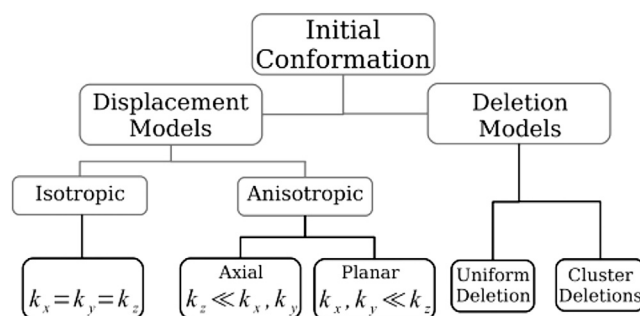 Initial
Conformation
Displacement
Models
Deletion
Models
Isotropic
Anisotropic
k_x = k_y = k_z
Axial
k_z ≪ k_x , k_y
Planar
k_x , k_y ≪ k_z
Uniform
Deletion
Cluster
Deletions